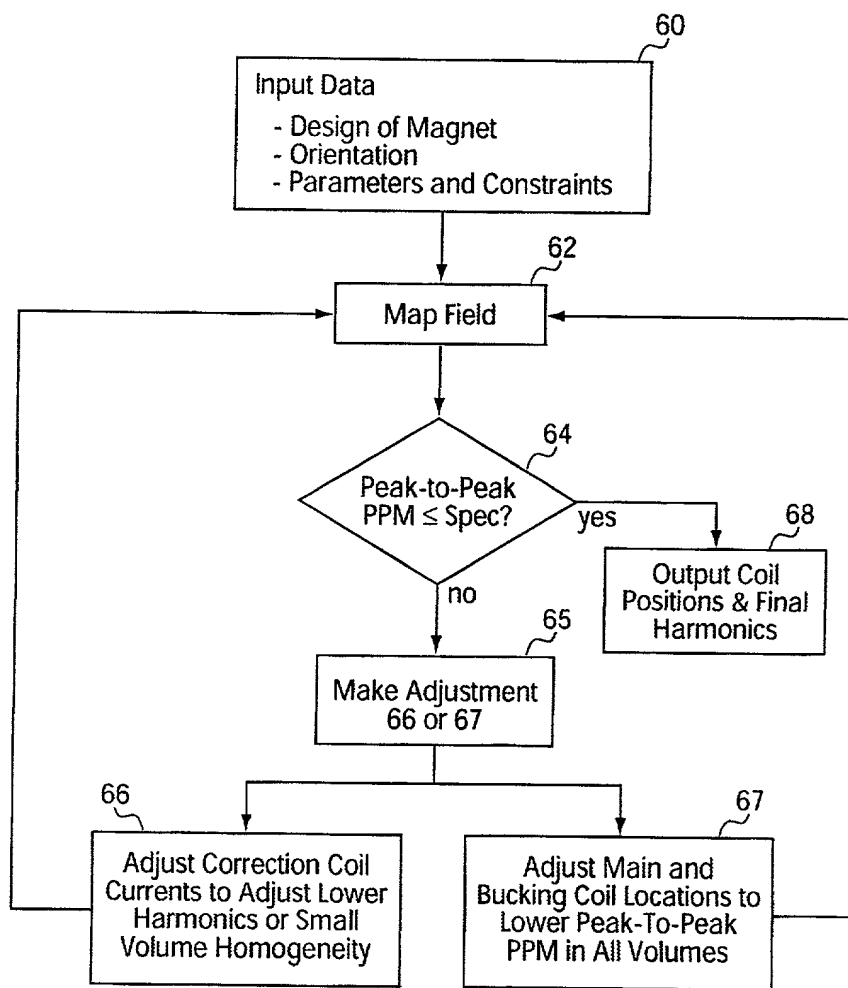 60
Input Data
- Design of Magnet
- Orientation
- Parameters and Constraints
62
Map Field
64
Peak-to-Peak
PPM ≤ Spec?
yes
68
Output Coil
Positions & Final
Harmonics
no
65
Make Adjustment
66 or 67
66
Adjust Correction Coil
Currents to Adjust Lower
Harmonics or Small
Volume Homogeneity
67
Adjust Main and
Bucking Coil Locations to
Lower Peak-To-Peak
PPM in All Volumes